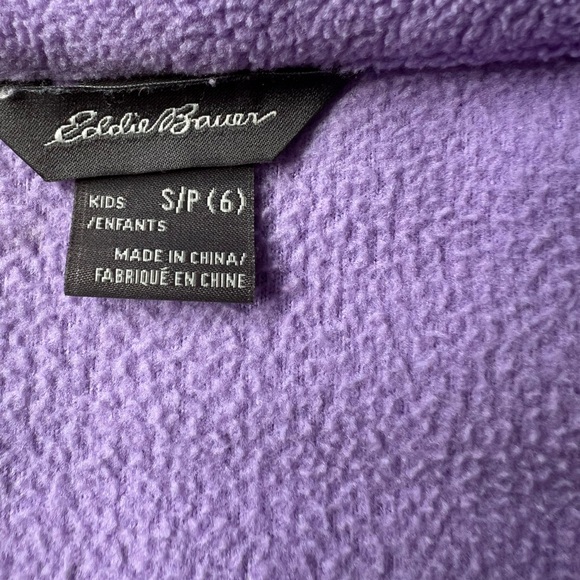 Eddie Bauer
KIDS S/P (6)
/ENFANTS
MADE IN CHINA/
FABRIQUÉ EN CHINE